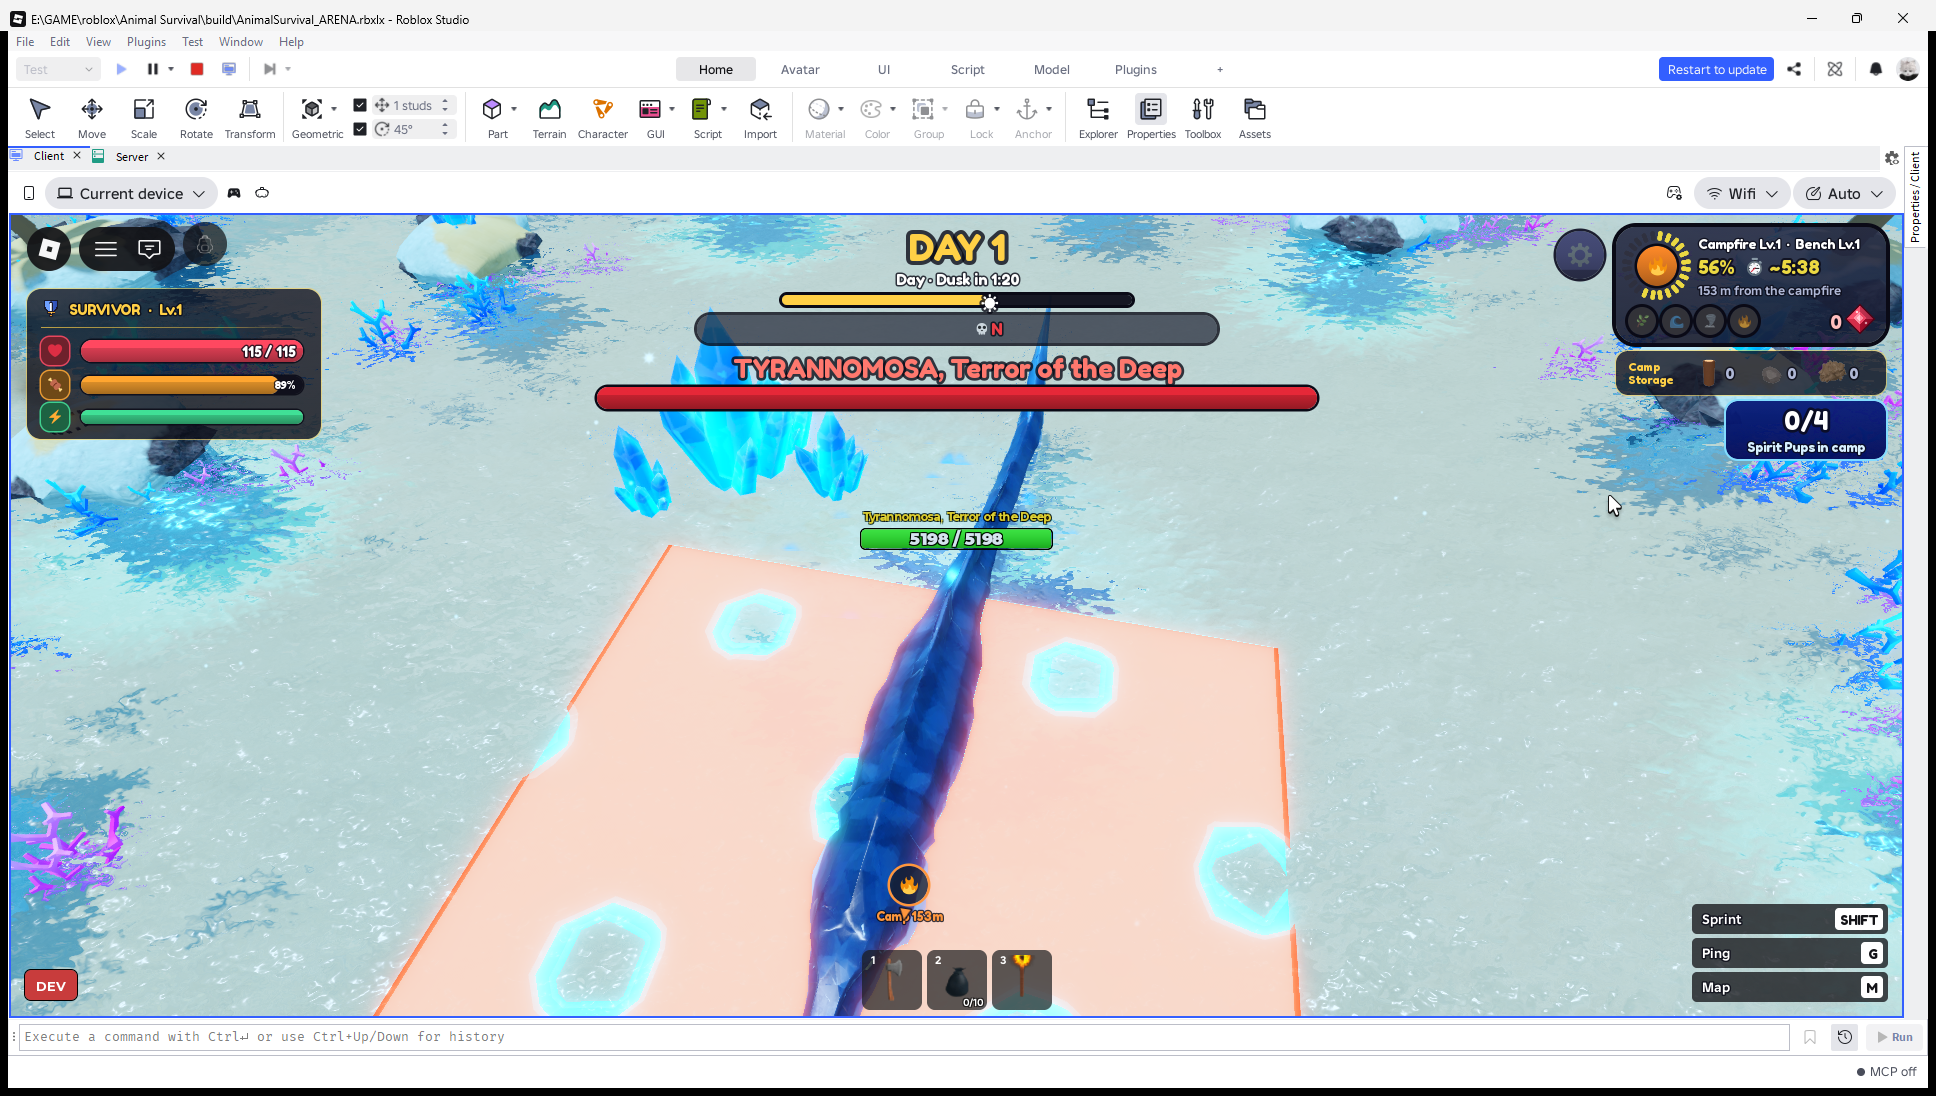 E:\GAME\roblox\Animal Survival\build\AnimalSurvival_ARENA.rbxlx - Roblox Studio
File Edit View Plugins Test Window Help
Test
Home Avatar UI Script Model Plugins +
Restart to update
Select Move Scale Rotate Transform Geometric
1 studs
45°
Part Terrain Character GUI Script Import Material Color Group Lock Anchor Explorer Properties Toolbox Assets
Client
Server
Properties / Client
Current device
Wifi
Auto
DAY 1
Day · Dusk in 1:20
N
TYRANNOMOSA, Terror of the Deep
SURVIVOR · Lv.1
115 / 115
89%
Campfire Lv.1 · Bench Lv.1
56% ~5:38
153 m from the campfire
0
Camp Storage
0 0 0
0/4
Spirit Pups in camp
Tyrannomosa, Terror of the Deep
5198 / 5198
Camp 153m
1 2 3
0/10
Sprint SHIFT
Ping G
Map M
DEV
Execute a command with Ctrl+↵ or use Ctrl+Up/Down for history
Run
MCP off